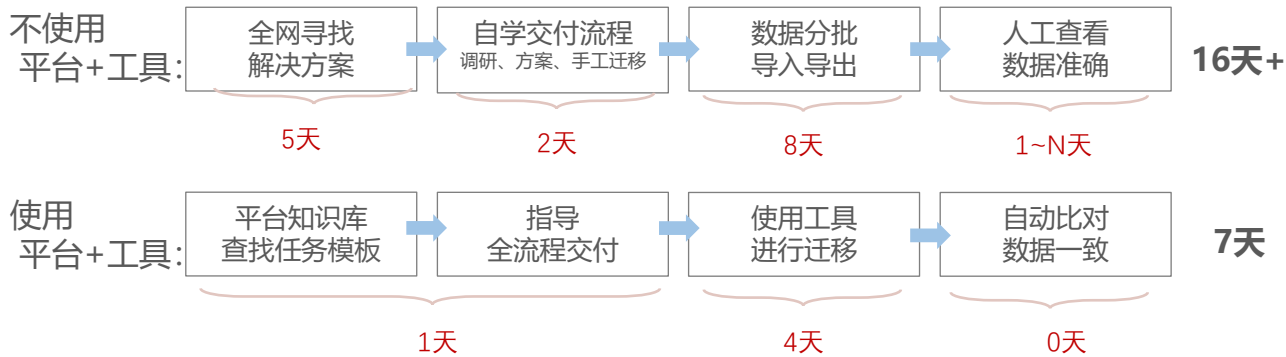 不使用
平台+工具:
全网寻找
解决方案
自学交付流程
调研、方案、手工迁移
数据分批
导入导出
人工查看
数据准确
16天+
5天
2天
8天
1~N天
使用
平台+工具:
平台知识库
查找任务模板
指导
全流程交付
使用工具
进行迁移
自动比对
数据一致
7天
1天
4天
0天